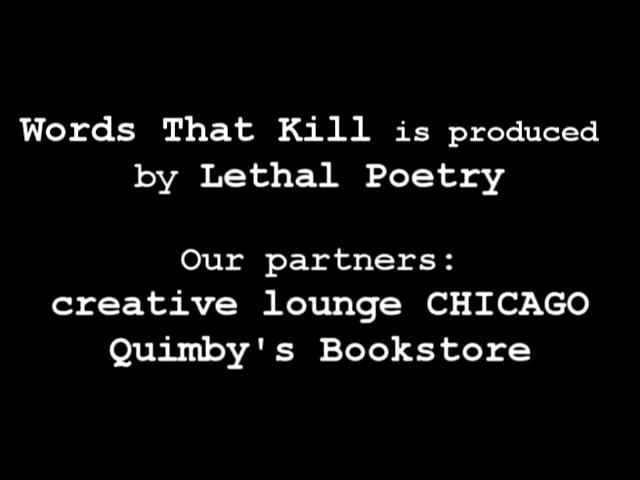 Words That Kill is produced
by Lethal Poetry
Our partners:
creative lounge CHICAGO
Quimby's Bookstore